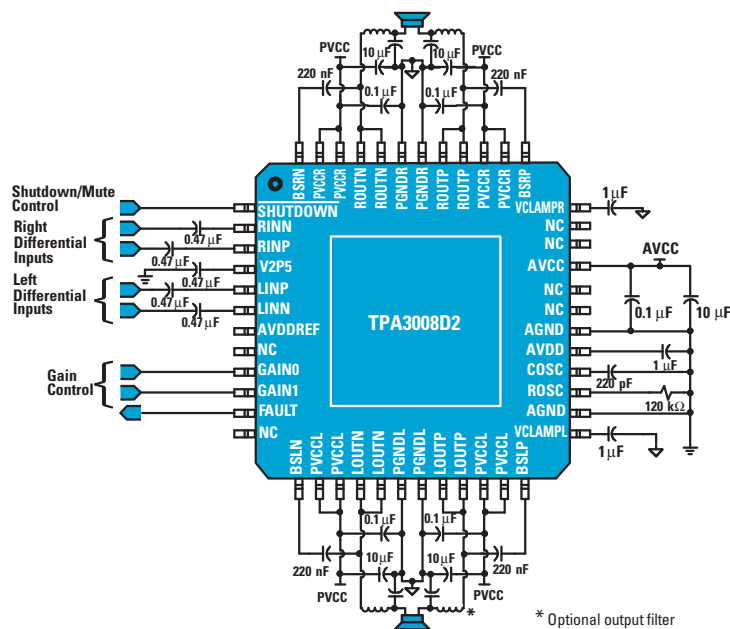 PVCC
PVCC
10 µF
10 µF
220 nF
220 nF
0.1 µF
0.1 µF
BSRN
PVCCR
PVCCR
ROUTN
ROUTN
PGNDR
PGNDR
ROUTP
ROUTP
PVCCR
PVCCR
BSRP
Shutdown/Mute
Control
Right
Differential
Inputs
Left
Differential
Inputs
Gain
Control
0.47 µF
0.47 µF
0.47 µF
0.47 µF
0.47 µF
SHUTDOWN
RINN
RINP
V2P5
LINP
LINN
AVDDREF
NC
GAIN0
GAIN1
FAULT
NC
TPA3008D2
VCLAMPR
NC
NC
AVCC
NC
NC
AGND
AVDD
COSC
ROSC
AGND
VCLAMPL
1 µF
AVCC
0.1 µF
10 µF
1 µF
220 pF
120 kΩ
1 µF
BSLN
PVCCL
PVCCL
LOUTN
LOUTN
PGNDL
PGNDL
LOUTP
LOUTP
PVCCL
PVCCL
BSLP
0.1 µF
0.1 µF
10 µF
10 µF
220 nF
220 nF
PVCC
PVCC
*
* Optional output filter